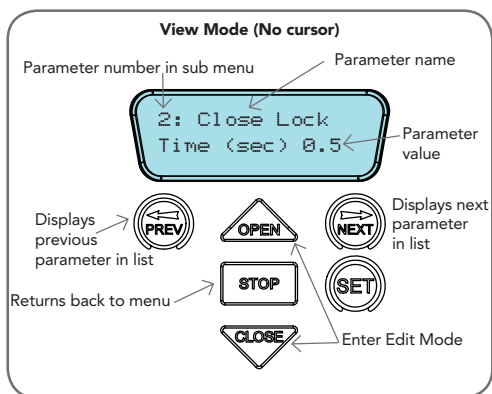 View Mode (No cursor)
Parameter number in sub menu
Parameter name
2: Close Lock
Time (sec) 0.5
Parameter
value
Displays
previous
parameter in list
PREV
OPEN
NEXT
Displays next
parameter
in list
Returns back to menu
STOP
SET
CLOSE
Enter Edit Mode